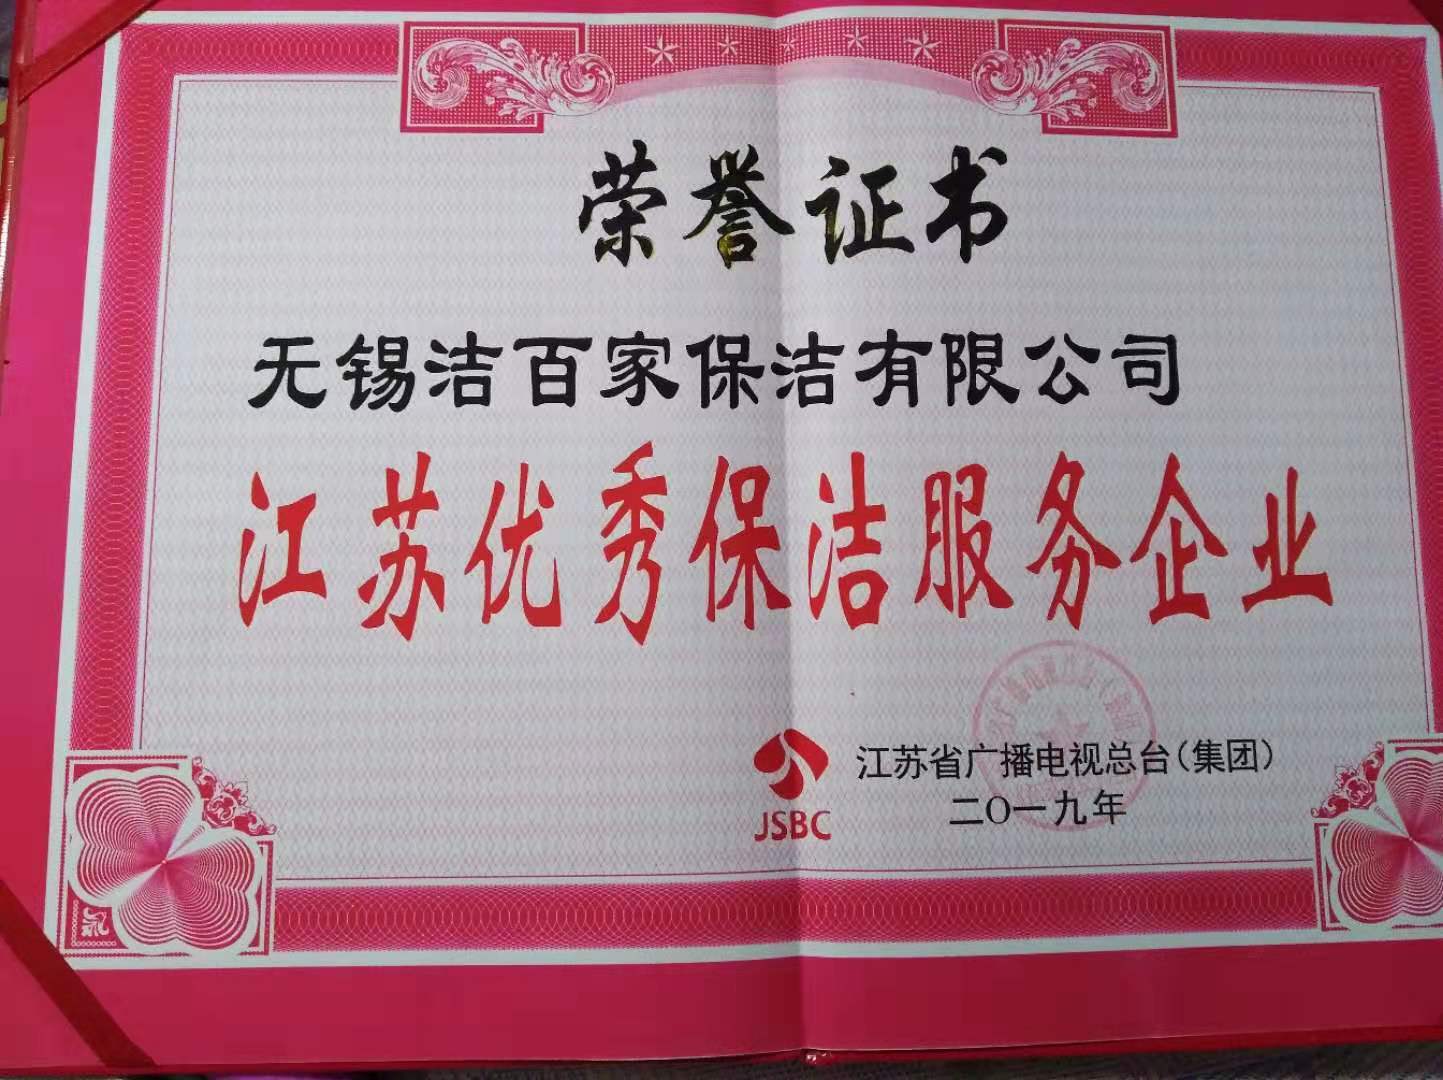 荣誉证书
无锡洁百家保洁有限公司
江苏优秀保洁服务企业
JSBC
江苏省广播电视总台(集团)
二〇一九年